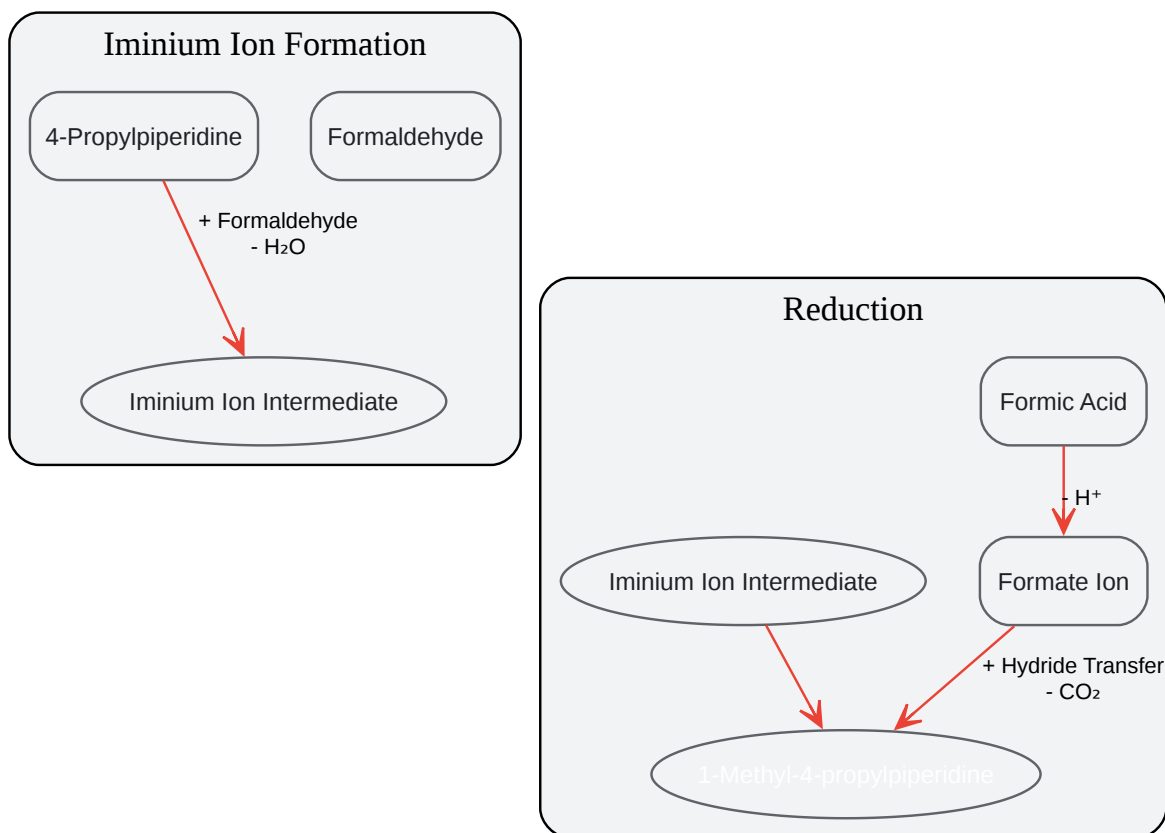 Iminium Ion Formation
4-Propylpiperidine
Formaldehyde
+ Formaldehyde
- H₂O
Iminium Ion Intermediate
Reduction
Formic Acid
- H⁺
Iminium Ion Intermediate
Formate Ion
+ Hydride Transfer
- CO₂
1-Methyl-4-propylpiperidine